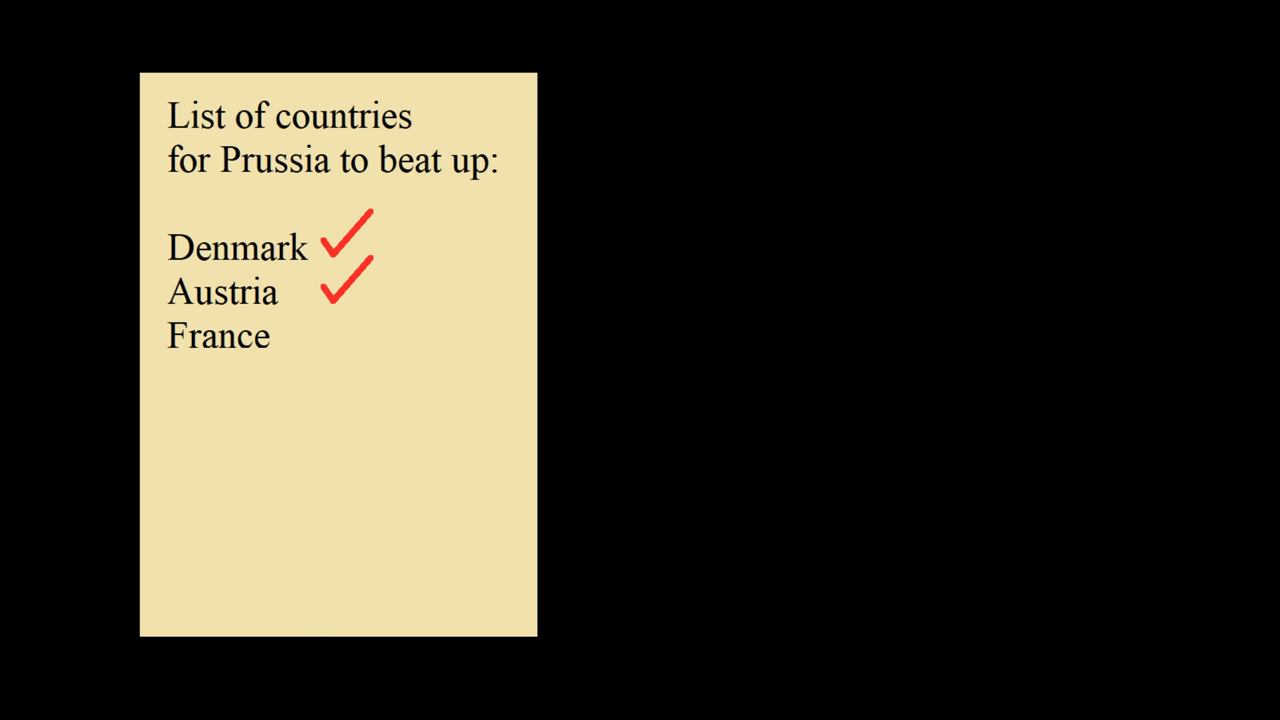 List of countries
for Prussia to beat up:
Denmark
Austria
France